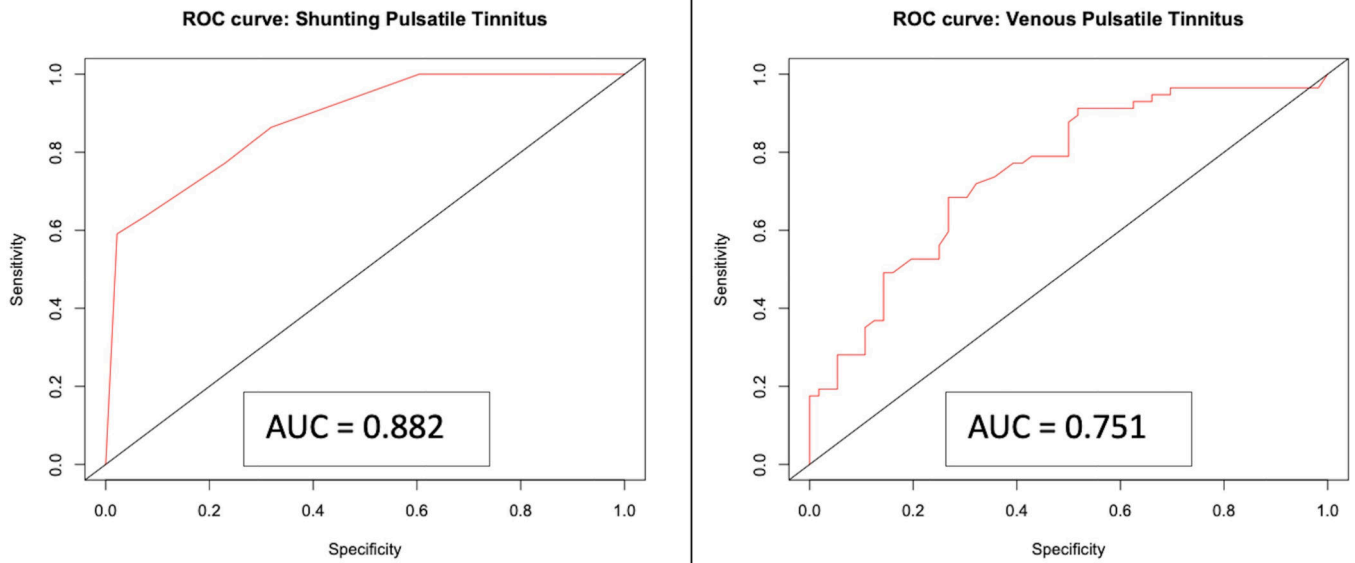 ROC curve: Shunting Pulsatile Tinnitus
1.0
0.8
0.6
0.4
0.2
0.0
Sensitivity
AUC = 0.882
0.0 0.2 0.4 0.6 0.8 1.0
Specificity
ROC curve: Venous Pulsatile Tinnitus
1.0
0.8
0.6
0.4
0.2
0.0
Sensitivity
AUC = 0.751
0.0 0.2 0.4 0.6 0.8 1.0
Specificity